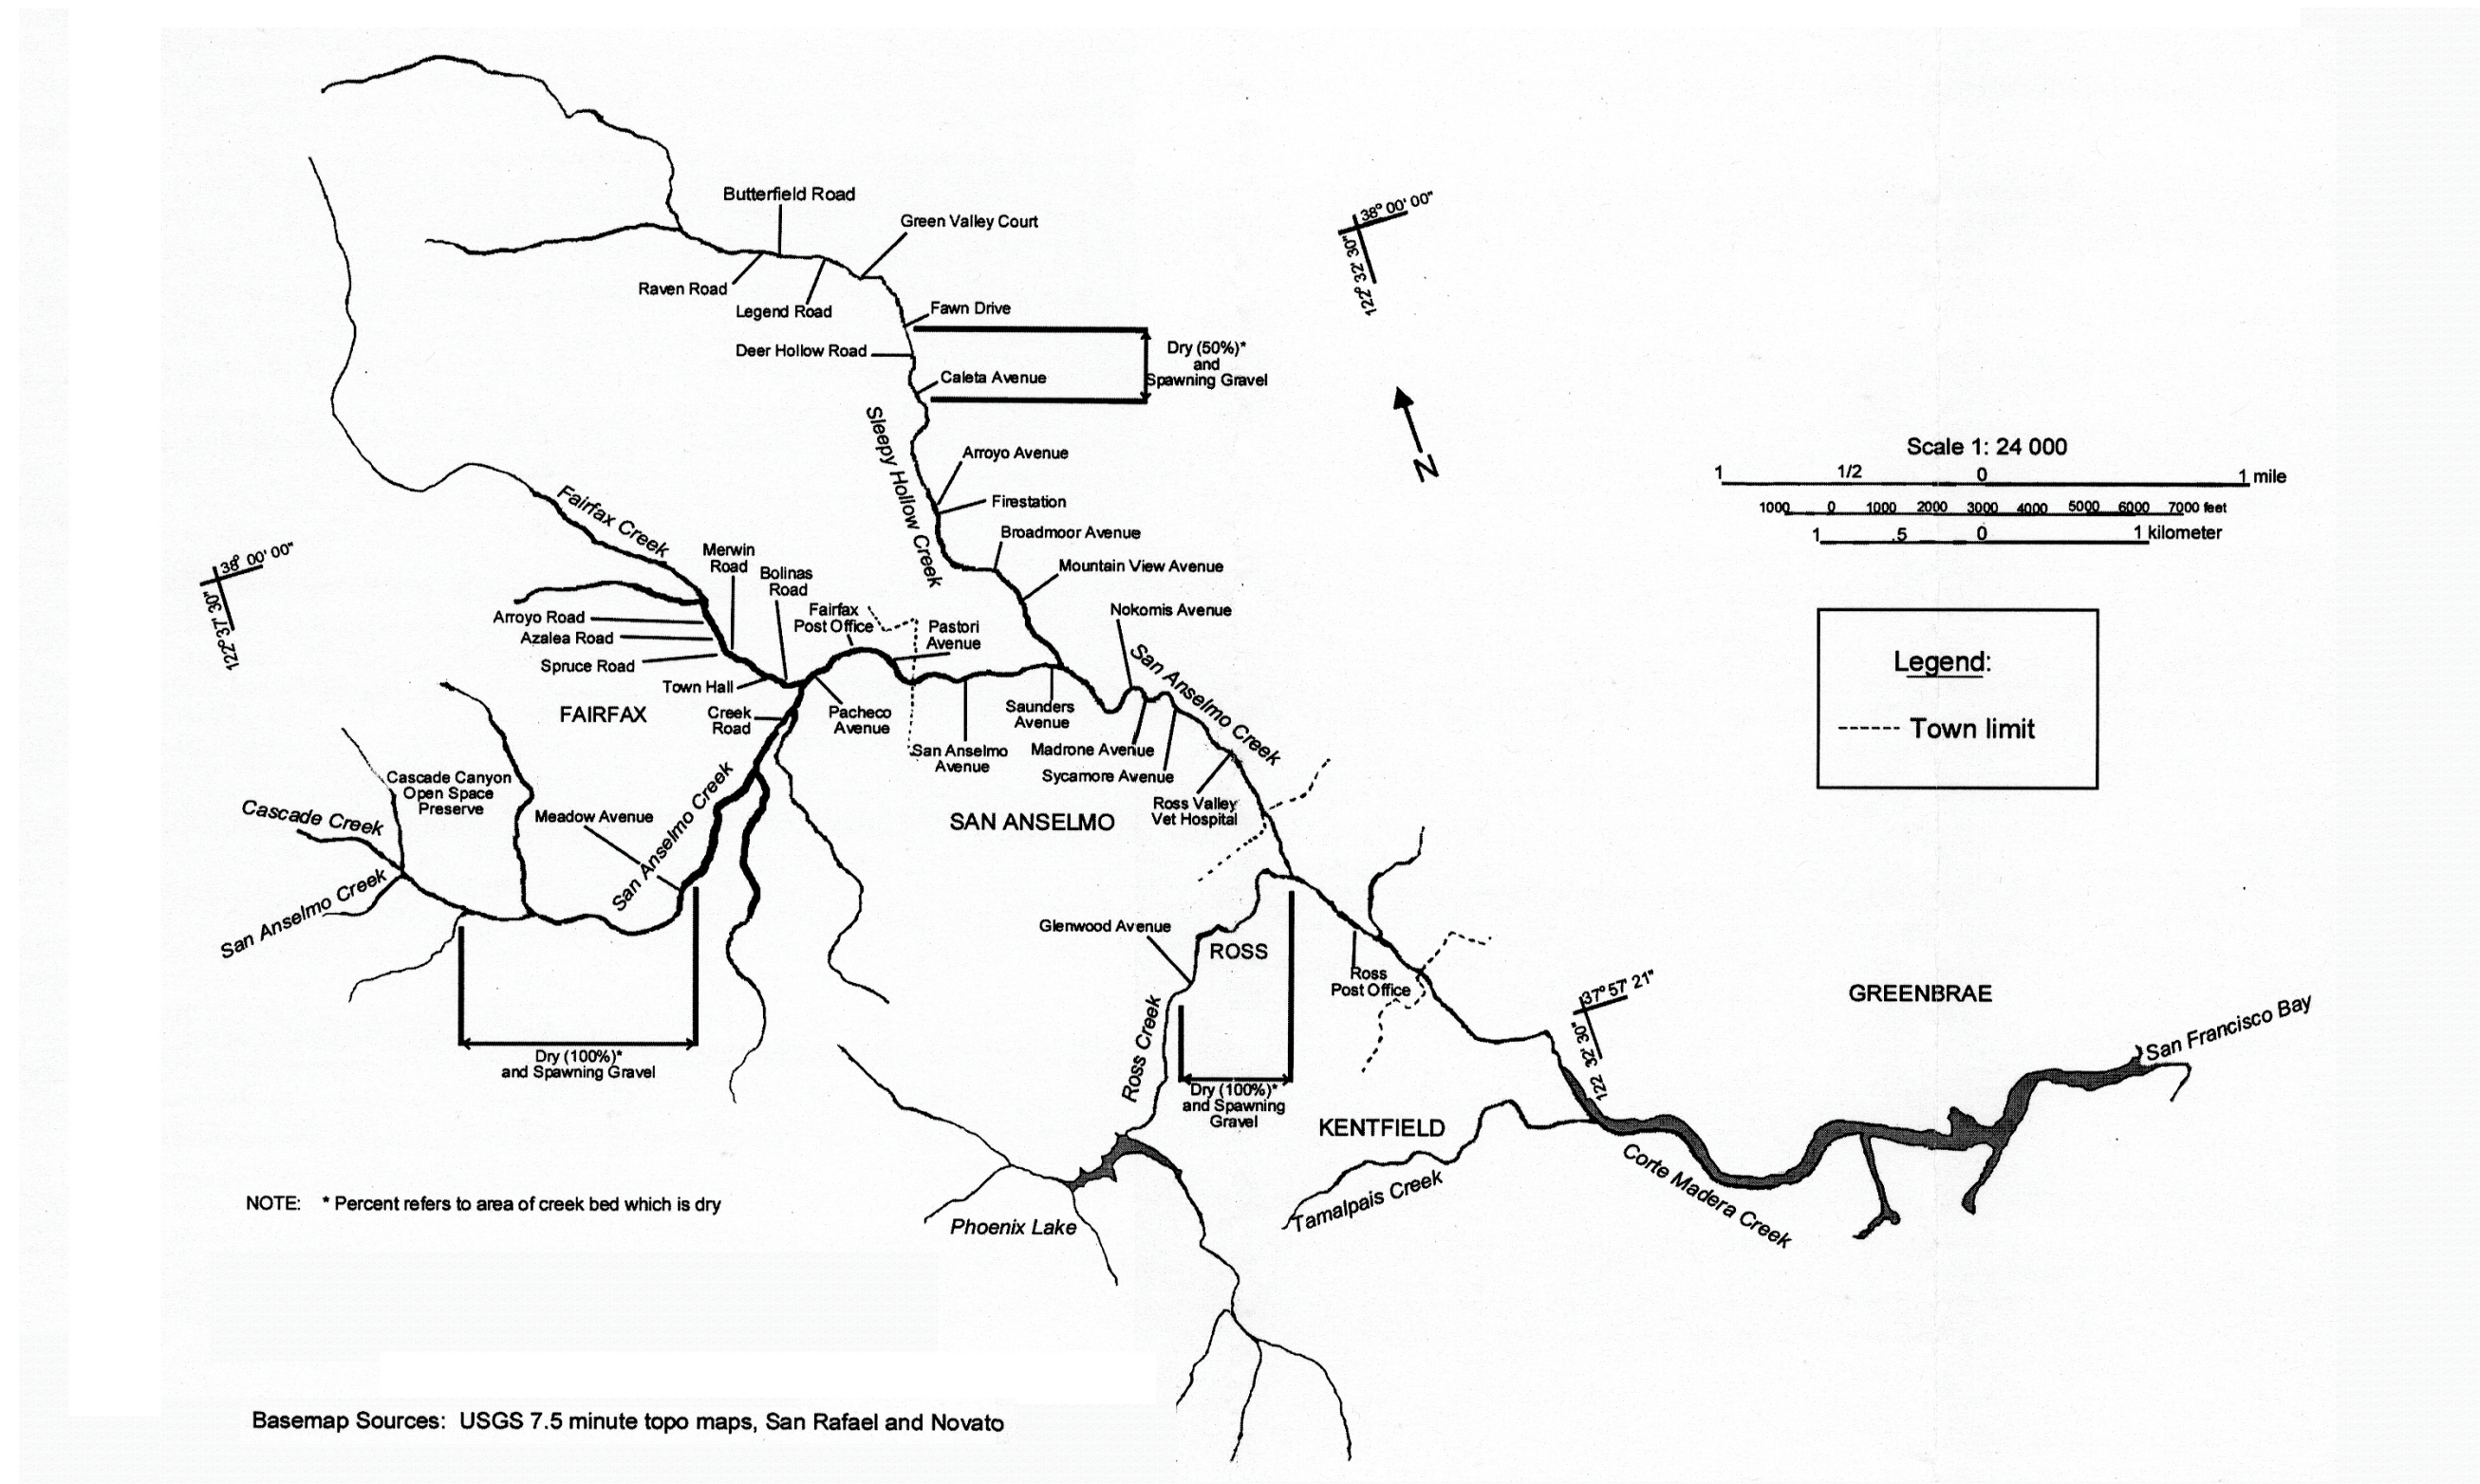 Butterfield Road
Green Valley Court
Raven Road
Legend Road
Fawn Drive
Deer Hollow Road
Dry (50%)*
and
Spawning Gravel
Caleta Avenue
Sleepy Hollow Creek
Arroyo Avenue
Firestation
Broadmoor Avenue
Mountain View Avenue
Nokomis Avenue
38° 00' 00"
122° 32' 30"
N
Scale 1: 24 000
1 1/2 0 1 mile
1000 0 1000 2000 3000 4000 5000 6000 7000 feet
1 .5 0 1 kilometer
Legend:
Town limit
38° 00' 00"
122° 37' 30"
Fairfax Creek
Merwin
Road
Bolinas
Road
Fairfax
Post Office
Pastori
Avenue
Arroyo Road
Azalea Road
Spruce Road
Town Hall
FAIRFAX
Creek
Road
Pacheco
Avenue
San Anselmo
Avenue
Saunders
Avenue
Madrone Avenue
Sycamore Avenue
San Anselmo Creek
Ross Valley
Vet Hospital
SAN ANSELMO
Cascade Canyon
Open Space
Preserve
Cascade Creek
Meadow Avenue
San Anselmo Creek
San Anselmo Creek
Dry (100%)*
and Spawning Gravel
Glenwood Avenue
ROSS
Ross
Post Office
Ross Creek
Dry (100%)*
and Spawning
Gravel
37° 57' 21"
122 32' 30"
GREENBRAE
San Francisco Bay
KENTFIELD
Tamalpais Creek
Corte Madera Creek
Phoenix Lake
NOTE: * Percent refers to area of creek bed which is dry
Basemap Sources: USGS 7.5 minute topo maps, San Rafael and Novato